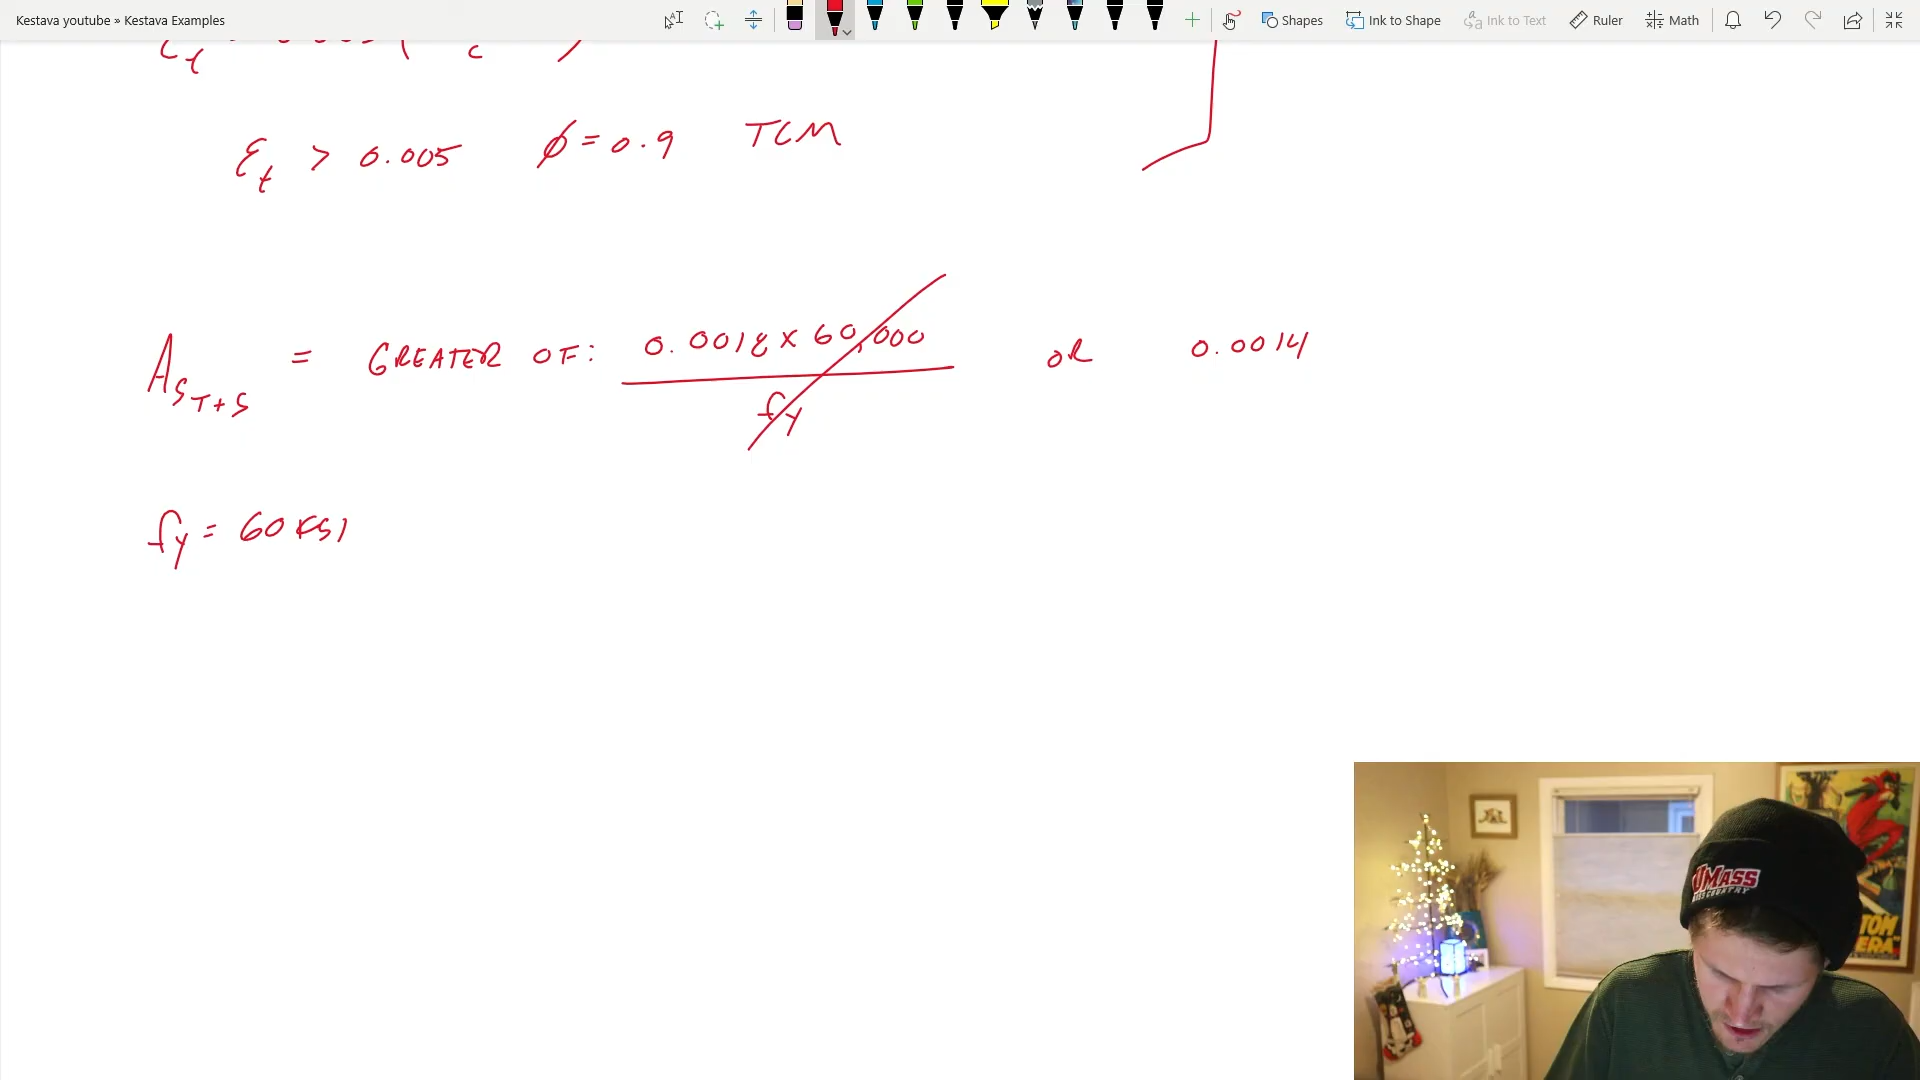 Kestava youtube » Kestava Examples
Shapes
Ink to Shape
Ink to Text
Ruler
Math
εt > 0.005 φ = 0.9 TCM
As T+S = GREATER OF: 0.0018 x 60,000 / fy OR 0.0014
fy = 60 KSI
UMASS